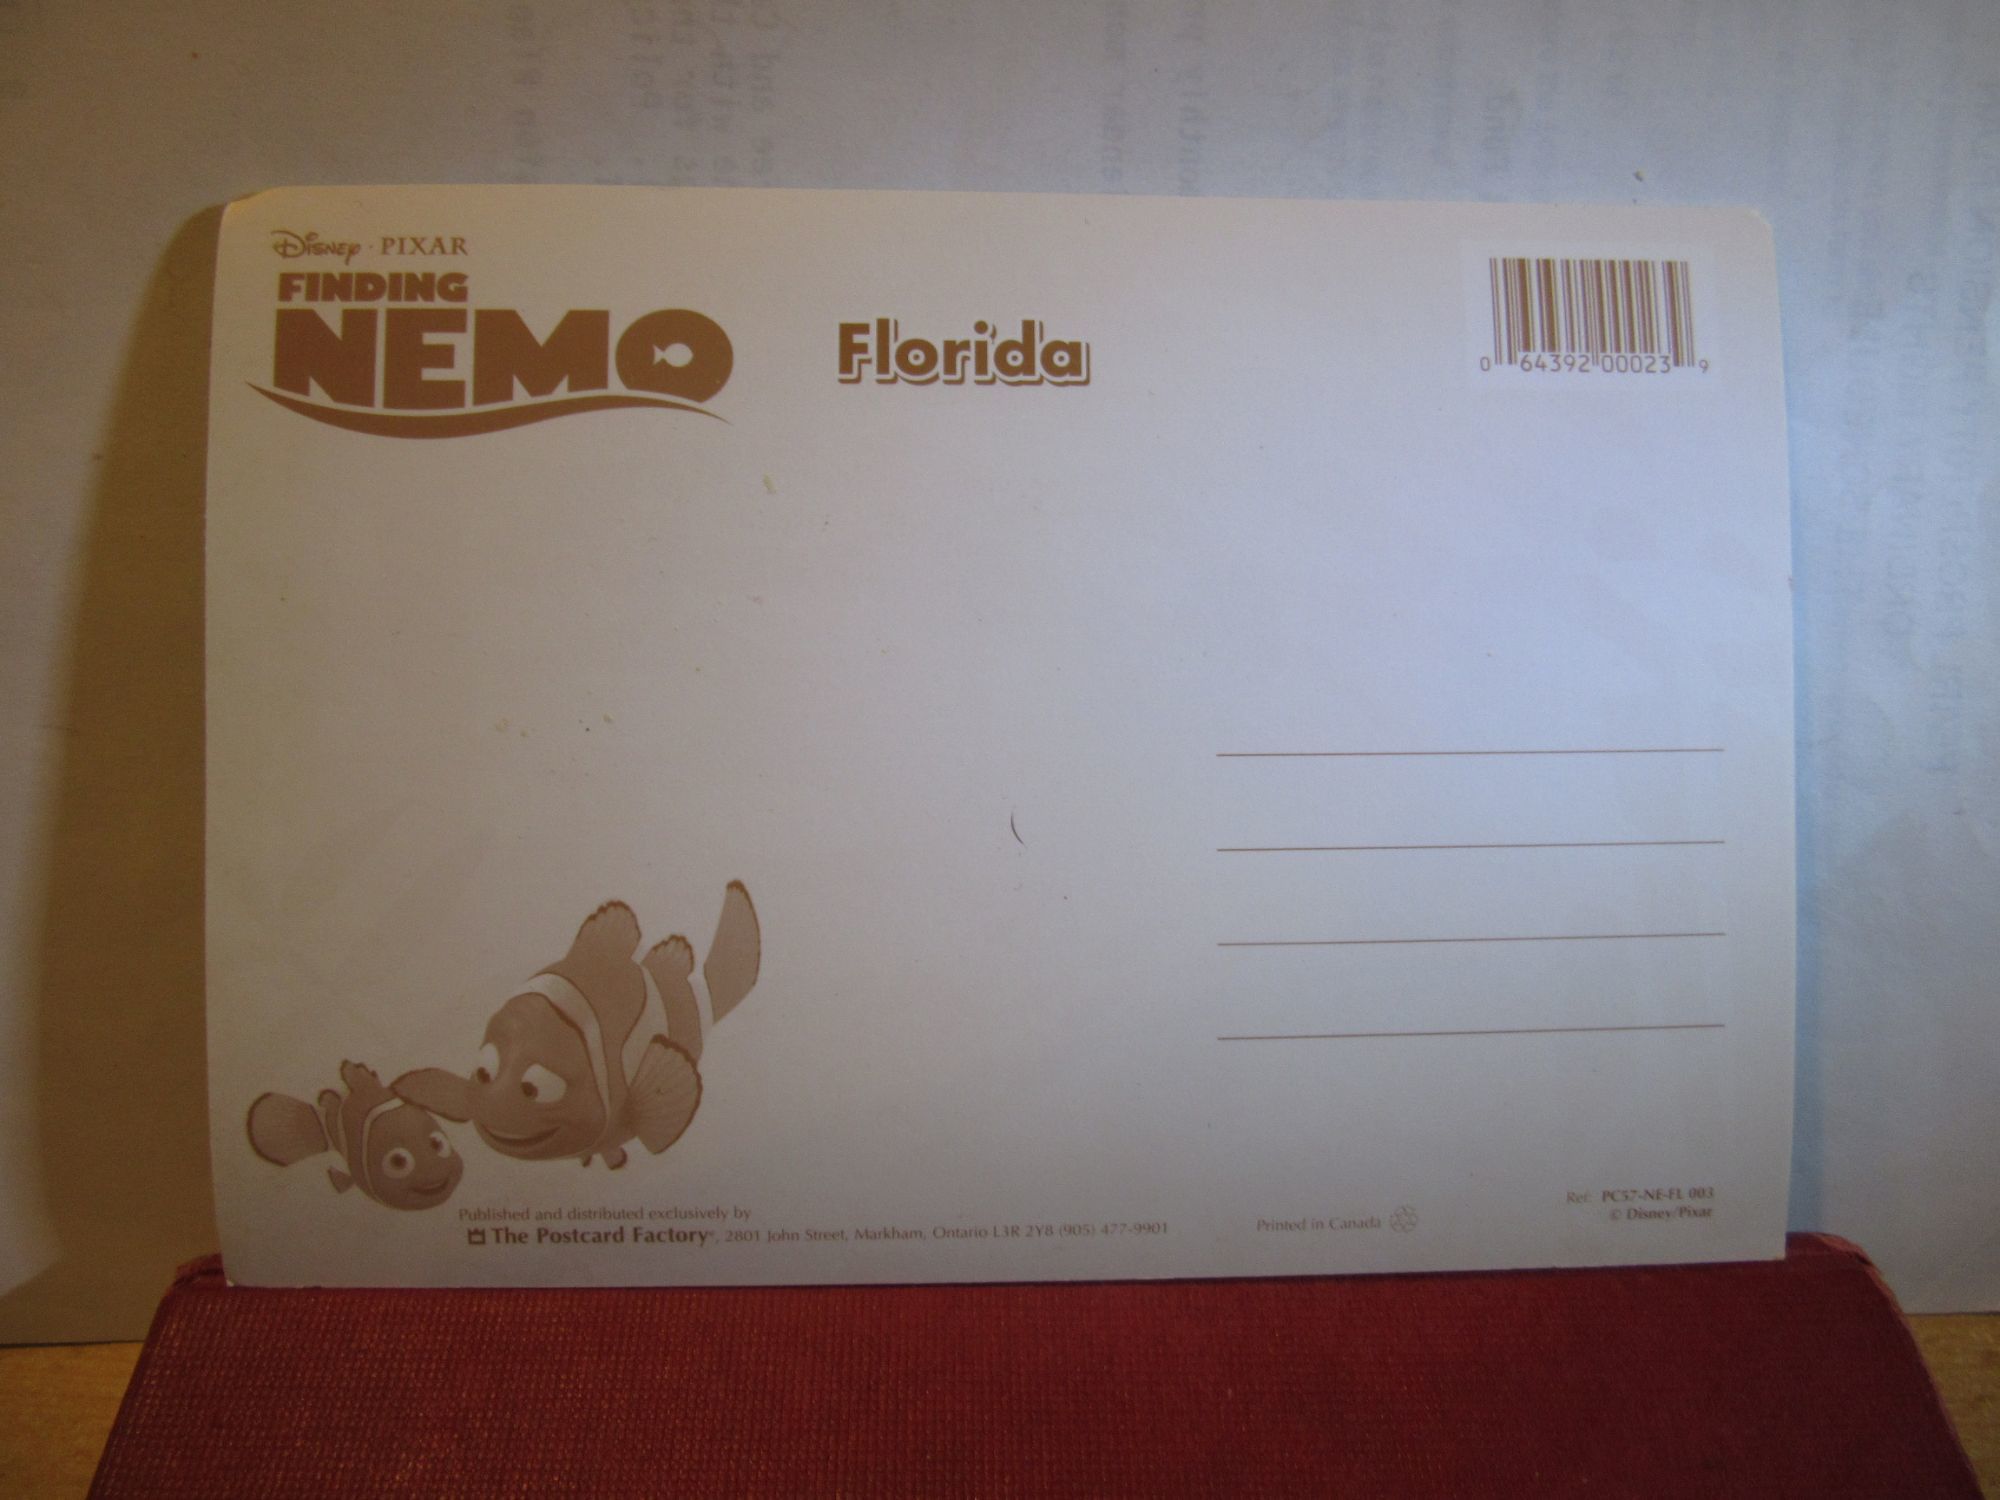 Disney · PIXAR
FINDING
NEMO
Florida
0 64392 00023 9
Published and distributed exclusively by
The Postcard Factory®, 2801 John Street, Markham, Ontario L3R 2Y8 (905) 477-9901
Printed in Canada
Ref: PC57-NE-FL 003
© Disney/Pixar